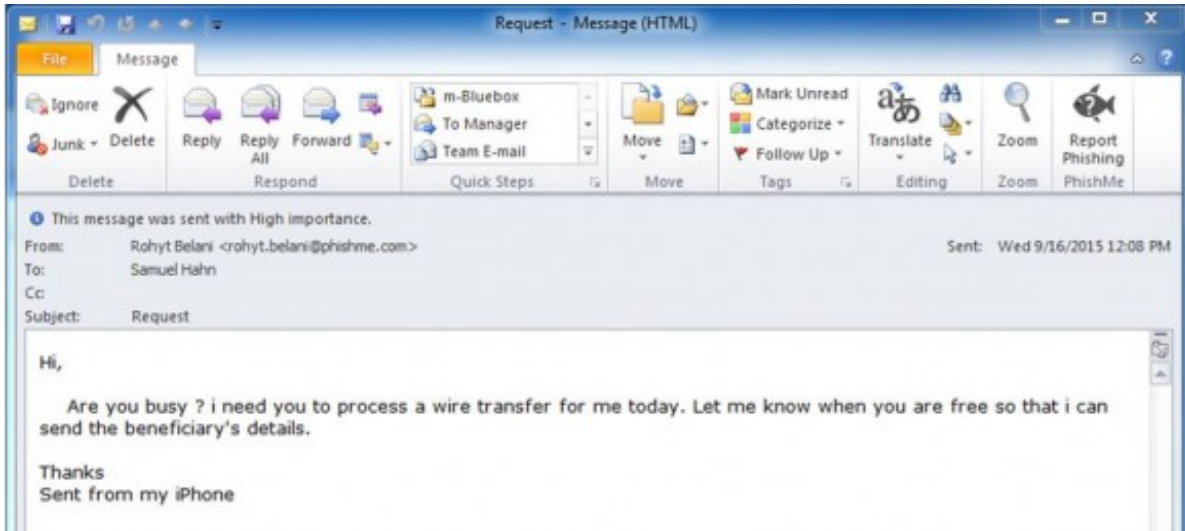 Request - Message (HTML)
File Message
Ignore
Junk
Delete
Reply
Reply All
Forward
m-Bluebox
To Manager
Team E-mail
Move
Mark Unread
Categorize
Follow Up
Translate
Zoom
Report Phishing
Delete Respond Quick Steps Move Tags Editing Zoom PhishMe
This message was sent with High importance.
From: Rohyt Belani <rohyt.belani@phishme.com> Sent: Wed 9/16/2015 12:08 PM
To: Samuel Hahn
Cc:
Subject: Request
Hi,
Are you busy ? i need you to process a wire transfer for me today. Let me know when you are free so that i can
send the beneficiary's details.
Thanks
Sent from my iPhone